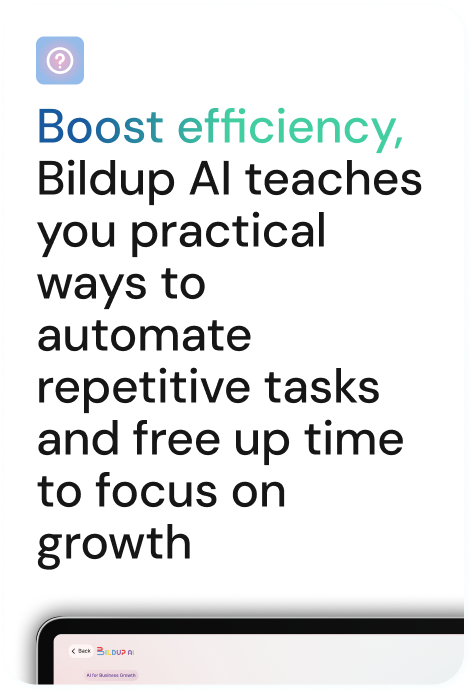 Boost efficiency,
Bildup AI teaches
you practical
ways to
automate
repetitive tasks
and free up time
to focus on
growth
Back
BILDUP AI
AI for Business Growth